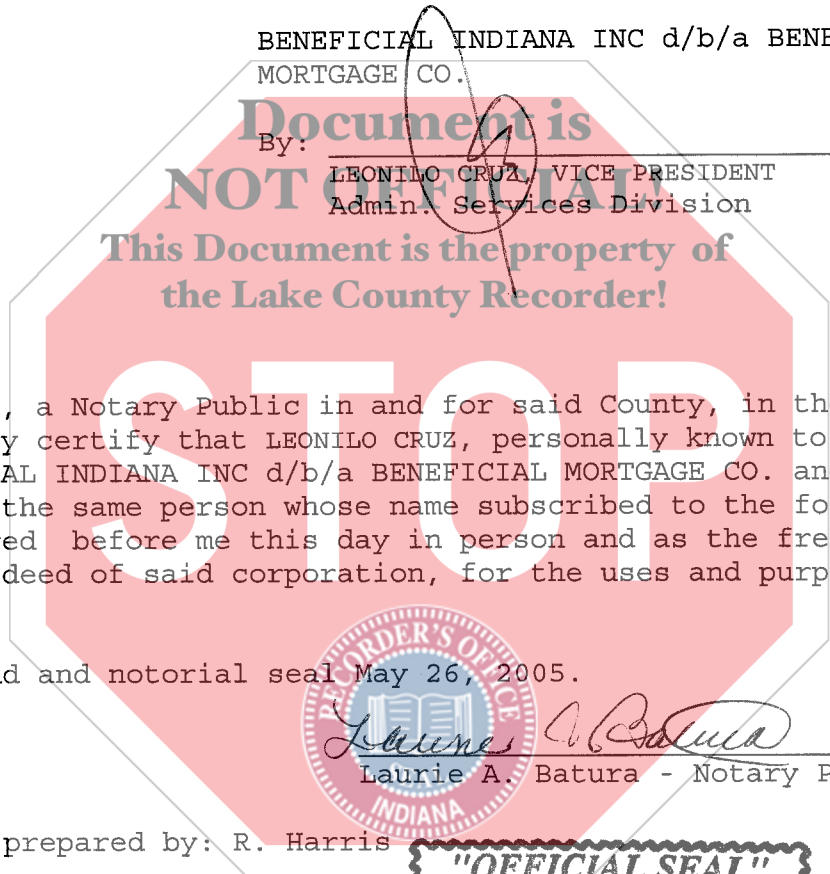 BENEFICIAL INDIANA INC d/b/a BENE
MORTGAGE CO.
Document is
By:
LEONILO CRUZ, VICE PRESIDENT
NOT OFFICIAL!
Admin. Services Division
This Document is the property of
the Lake County Recorder!
STOP
, a Notary Public in and for said County, in th
y certify that LEONILO CRUZ, personally known to
AL INDIANA INC d/b/a BENEFICIAL MORTGAGE CO. an
the same person whose name subscribed to the fo
ed before me this day in person and as the fre
deed of said corporation, for the uses and purp
d and notorial seal May 26, 2005.
RECORDER'S OFFICE
Laurie A. Batura
Laurie A. Batura - Notary P
INDIANA
prepared by: R. Harris
"OFFICIAL SEAL"